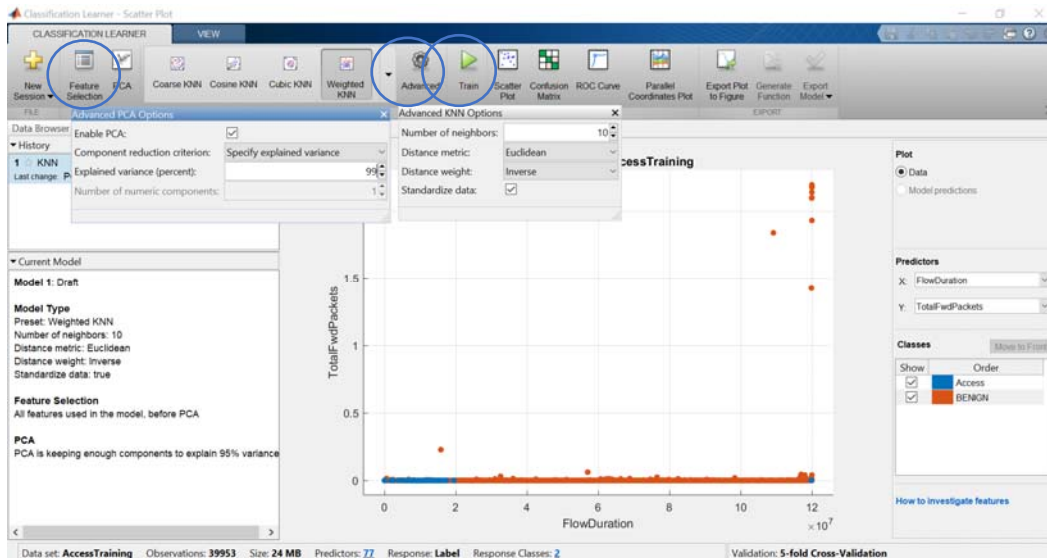 Classification Learner - Scatter Plot
CLASSIFICATION LEARNER VIEW
New Session
Feature Selection
PCA
Coarse KNN Cosine KNN Cubic KNN Weighted KNN
Advanced
Train
Scatter Plot
Confusion Matrix
ROC Curve
Parallel Coordinates Plot
Export Plot to Figure
Generate Function
Export Model
FILE
EXPORT
Advanced PCA Options
Enable PCA:
Component reduction criterion: Specify explained variance
Explained variance (percent): 99
Number of numeric components: 1
Advanced KNN Options
Number of neighbors: 10
Distance metric: Euclidean
Distance weight: Inverse
Standardize data:
Data Browser
History
1 KNN
Last change:
Current Model
Model 1: Draft
Model Type
Preset: Weighted KNN
Number of neighbors: 10
Distance metric: Euclidean
Distance weight: Inverse
Standardize data: true
Feature Selection
All features used in the model, before PCA
PCA
PCA is keeping enough components to explain 95% variance
ccessTraining
TotalFwdPackets
1.5
1
0.5
0
0 2 4 6 8 10 12
FlowDuration
×10⁷
Plot
Data
Model predictions
Predictors
X: FlowDuration
Y: TotalFwdPackets
Classes
Move to Front
Show Order
Access
BENIGN
How to investigate features
Data set: AccessTraining Observations: 39953 Size: 24 MB Predictors: 77 Response: Label Response Classes: 2 Validation: 5-fold Cross-Validation